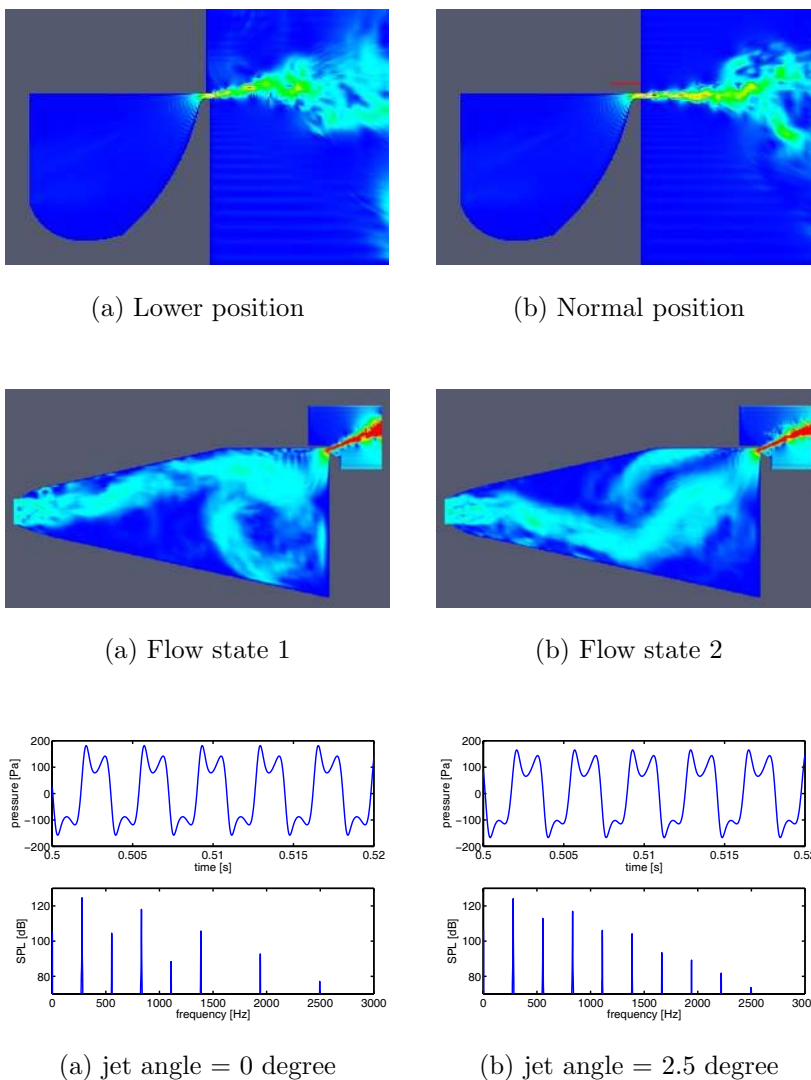 (a) Lower position
(b) Normal position
(a) Flow state 1
(b) Flow state 2
200
100
0
−100
−200
pressure [Pa]
0.5
0.505
0.51
0.515
0.52
time [s]
120
100
80
SPL [dB]
0
500
1000
1500
2000
2500
3000
frequency [Hz]
200
100
0
−100
−200
pressure [Pa]
0.5
0.505
0.51
0.515
0.52
time [s]
120
100
80
SPL [dB]
0
500
1000
1500
2000
2500
3000
frequency [Hz]
(a) jet angle = 0 degree
(b) jet angle = 2.5 degree